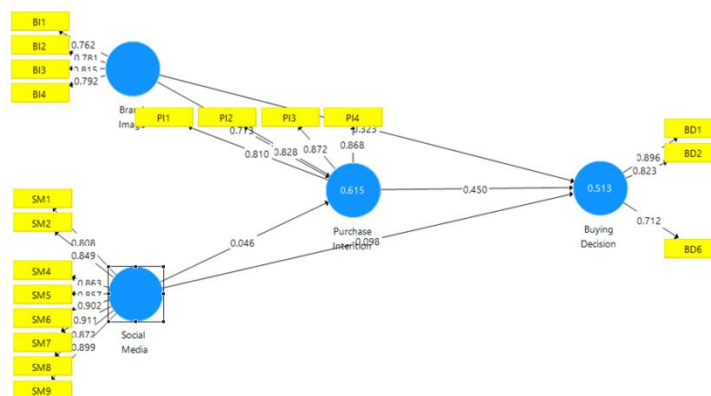 BI1
BI2
BI3
BI4
0.762
0.781
0.815
0.792
Brand
Image
PI1
PI2
PI3
PI4
0.773
0.810
0.828
0.872
0.868
0.323
BD1
BD2
0.896
0.823
0.615
0.450
0.513
Purchase
Intention
-0.098
Buying
Decision
0.712
BD6
SM1
SM2
SM4
SM5
SM6
SM7
SM8
SM9
0.808
0.849
0.863
0.857
0.902
0.911
0.872
0.899
0.046
Social
Media